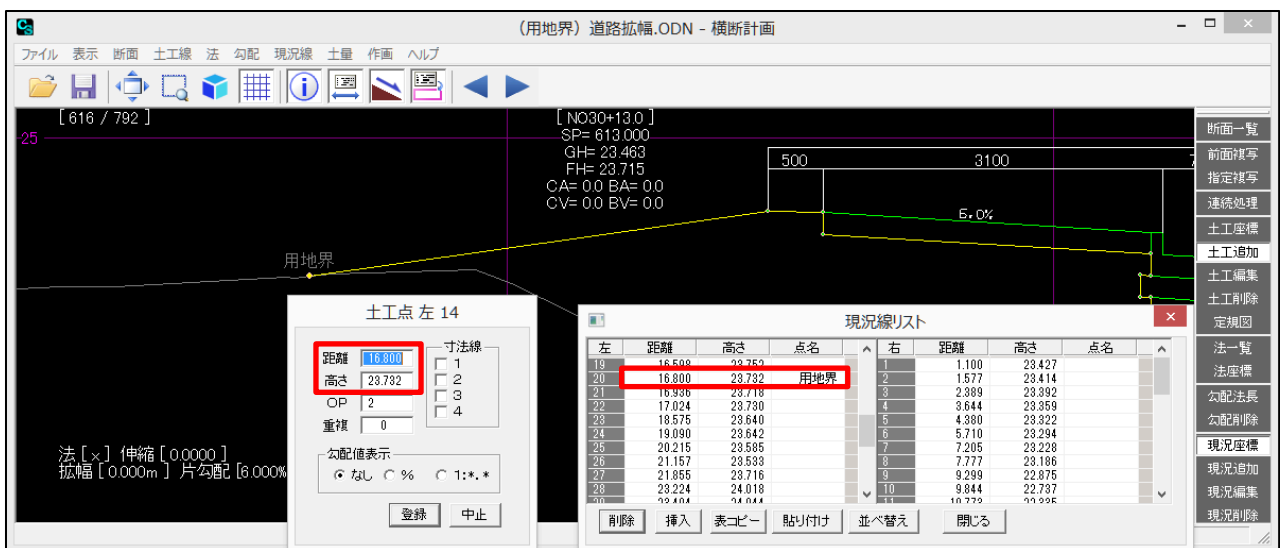 （用地界）道路拡幅.ODN - 横断計画
ファイル 表示 断面 土工線 法 勾配 現況線 土量 作画 ヘルプ
[ 616 / 792 ]
25
[ NO30+13.0 ]
SP= 613.000
GH= 23.463
FH= 23.715
CA= 0.0 BA= 0.0
CV= 0.0 BV= 0.0
500
3100
6.0%
用地界
法 [×] 伸縮 [ 0.0000 ]
拡幅 [ 0.000m ] 片勾配 [6.000%
土工点 左 14
距離 16.800
高さ 23.732
OP 2
重複 0
寸法線
1
2
3
4
勾配値表示
なし % 1:*.*
登録 中止
現況線リスト
左 距離 高さ 点名 右 距離 高さ 点名
19 16.598 23.752 1 1.100 23.427
20 16.800 23.732 用地界 2 1.577 23.414
21 16.936 23.718 3 2.389 23.392
22 17.024 23.730 4 3.644 23.359
23 18.575 23.640 5 4.380 23.322
24 19.090 23.642 6 5.710 23.294
25 20.215 23.585 7 7.205 23.228
26 21.157 23.533 8 7.777 23.186
27 21.855 23.716 9 9.299 22.875
28 23.224 24.018 10 9.844 22.737
削除 挿入 表コピー 貼り付け 並べ替え 閉じる
断面一覧
前面複写
指定複写
連続処理
土工座標
土工追加
土工編集
土工削除
定規図
法一覧
法座標
勾配法長
勾配削除
現況座標
現況追加
現況編集
現況削除